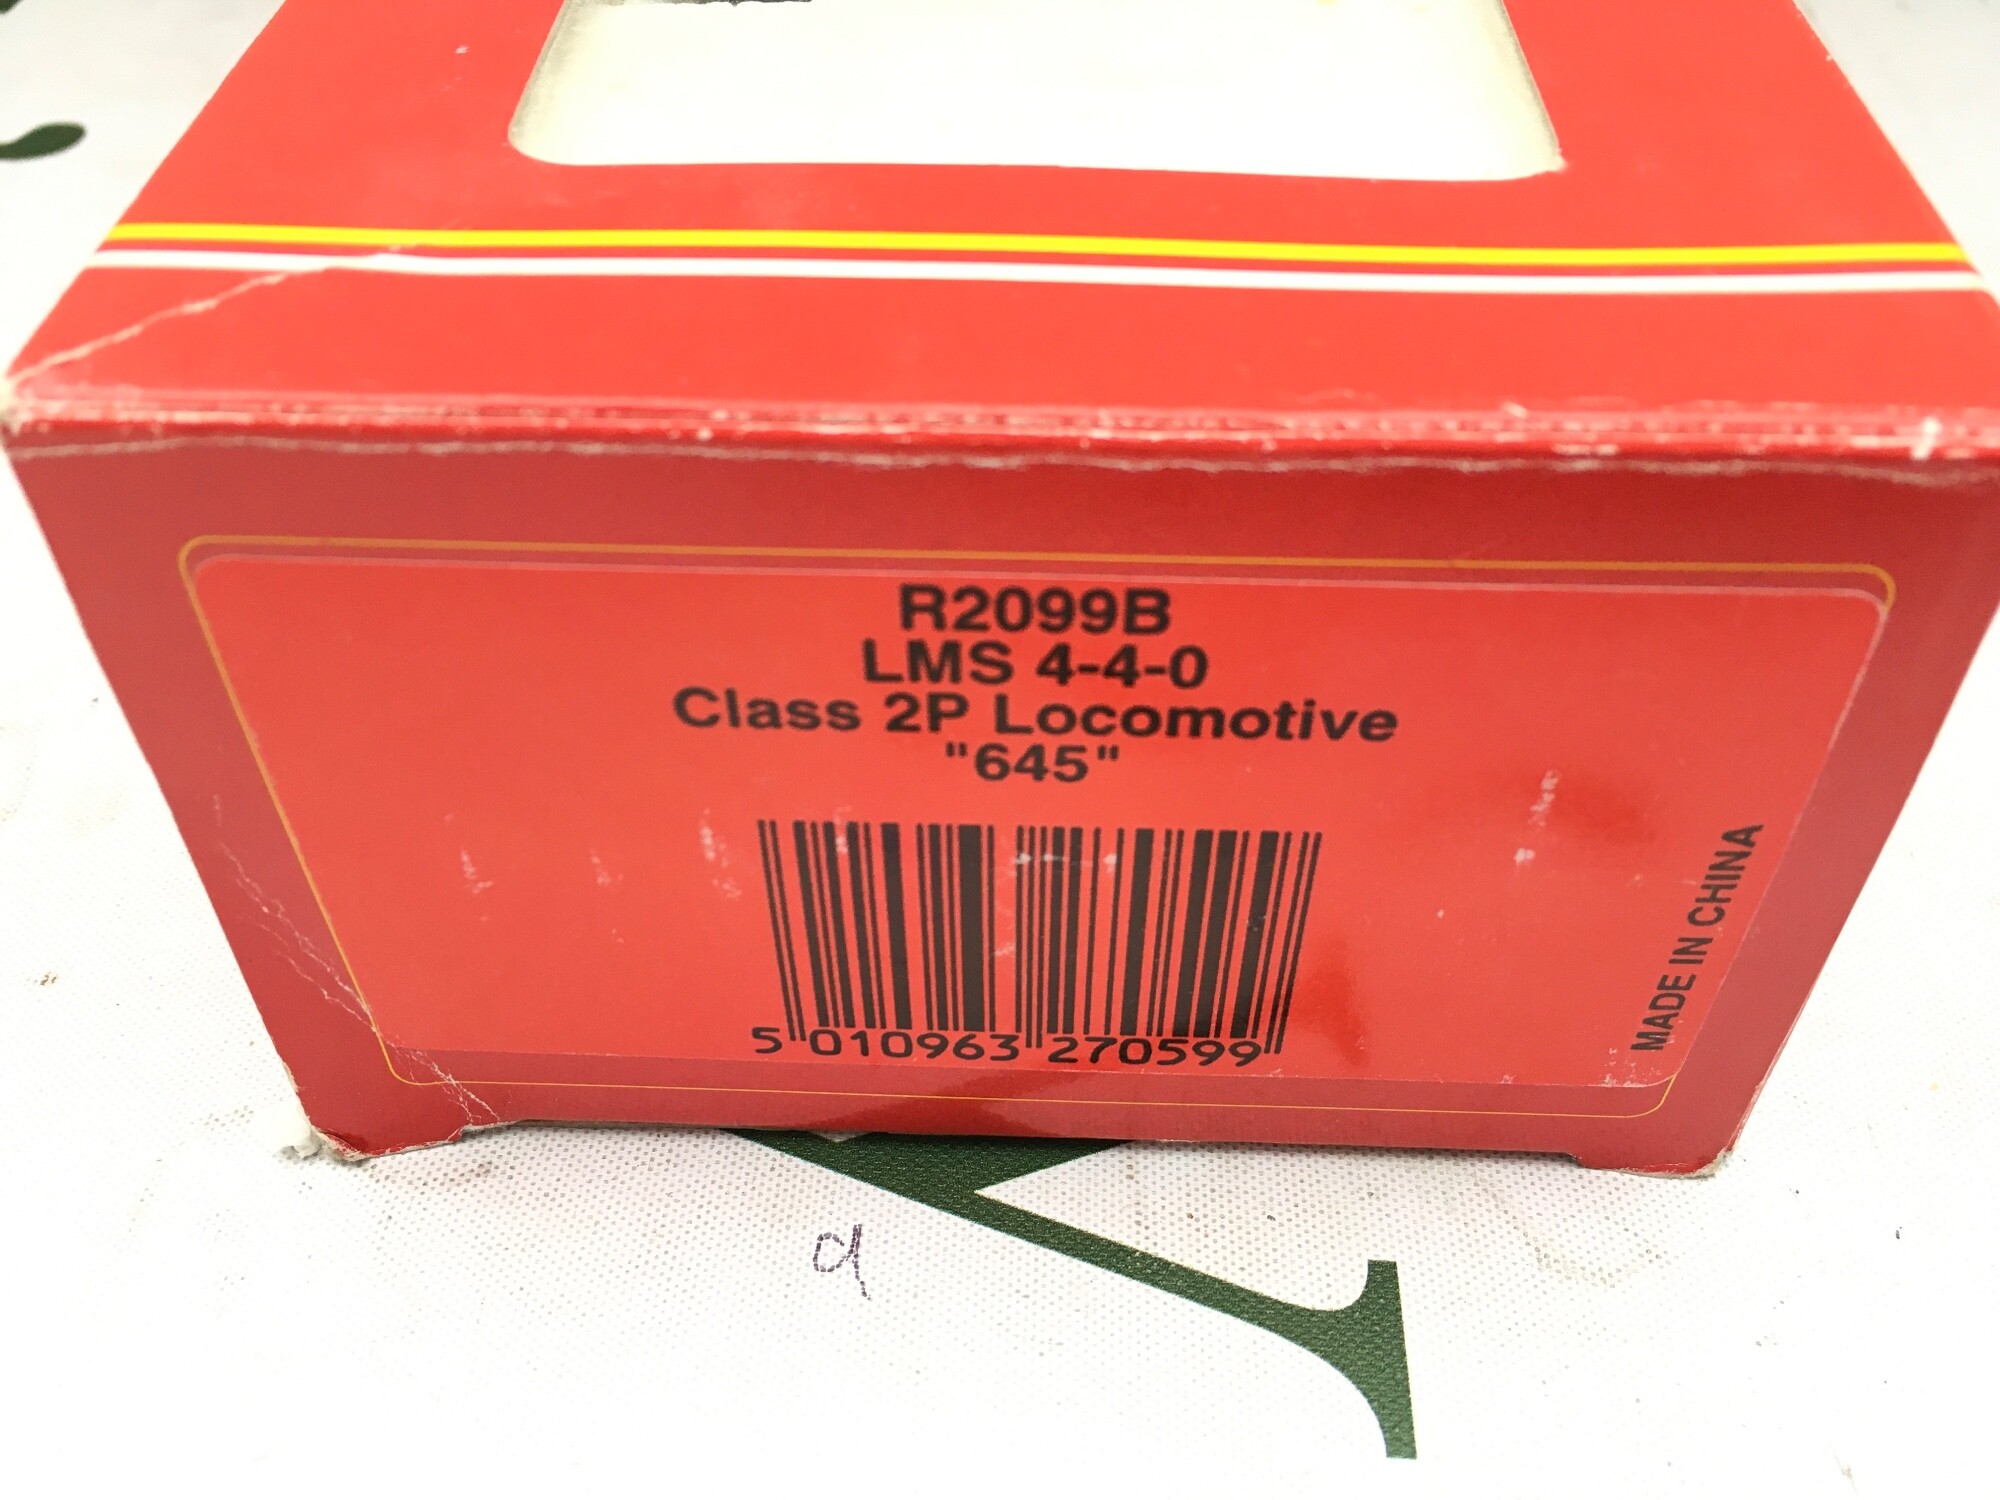 R2099B
LMS 4-4-0
Class 2P Locomotive
"645"
5 010963 270599
MADE IN CHINA